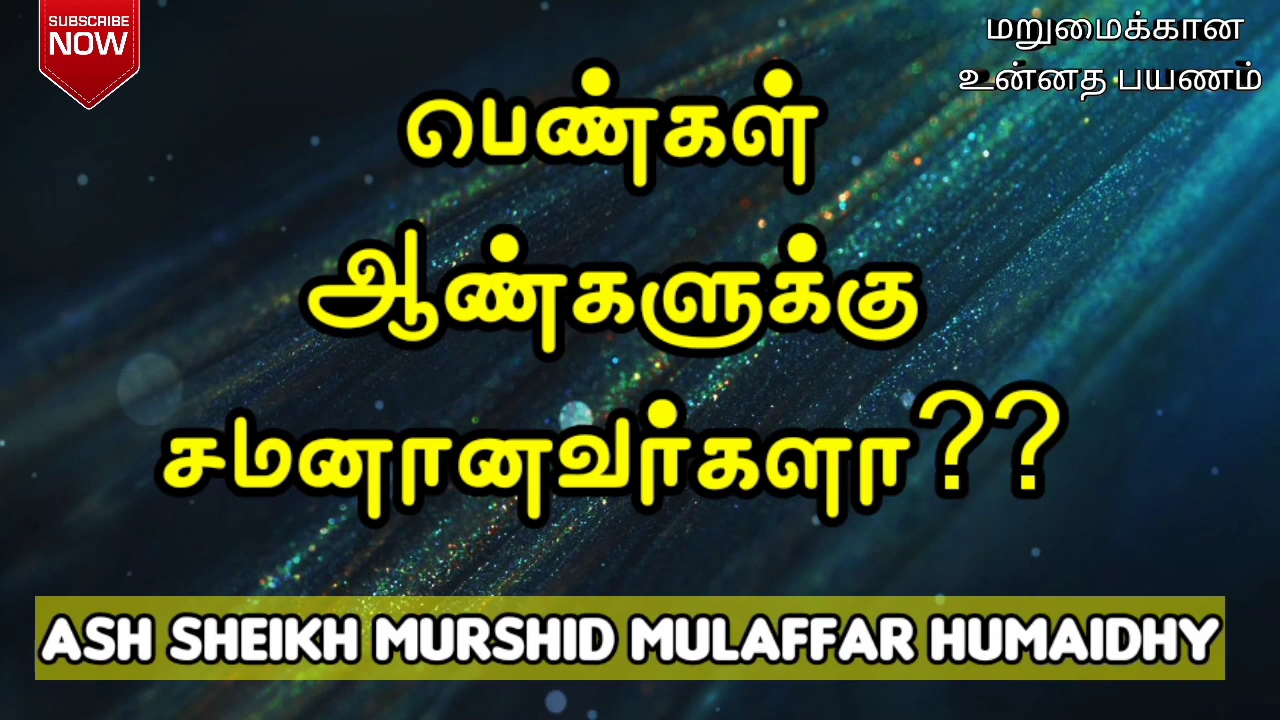 SUBSCRIBE
NOW
மறுமைக்கான
உன்னத பயணம்
பெண்கள்
ஆண்களுக்கு
சமனானவர்களா??
ASH SHEIKH MURSHID MULAFFAR HUMAIDHY